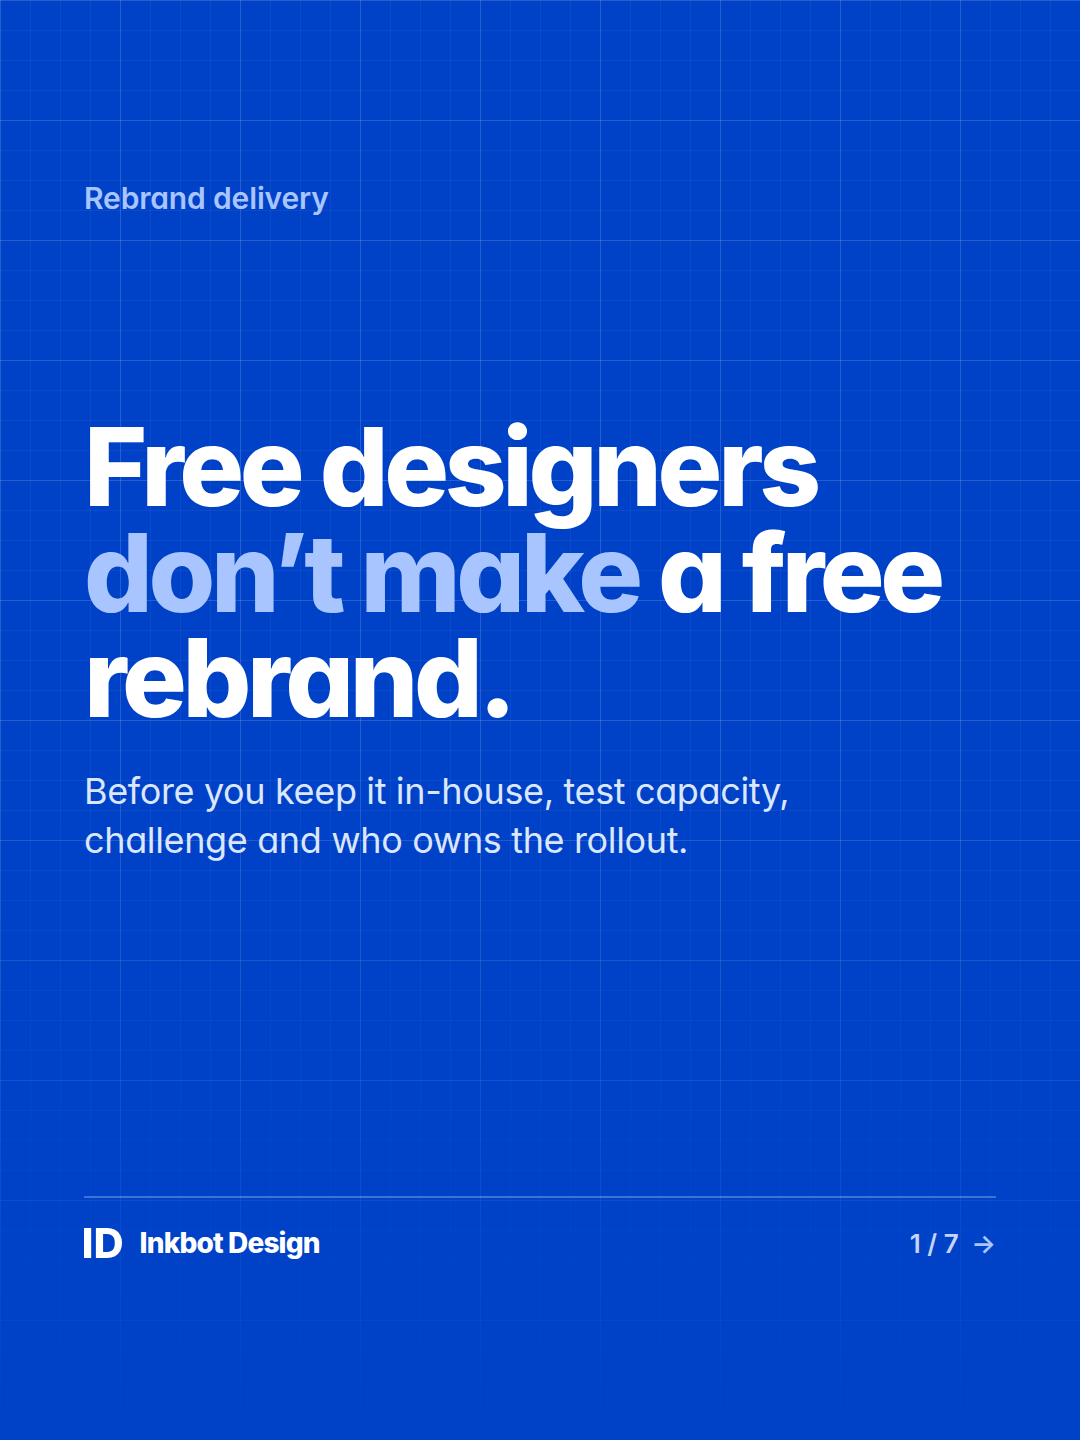 Rebrand delivery
Free designers
don’t make a free
rebrand.
Before you keep it in-house, test capacity,
challenge and who owns the rollout.
ID Inkbot Design
1 / 7 →